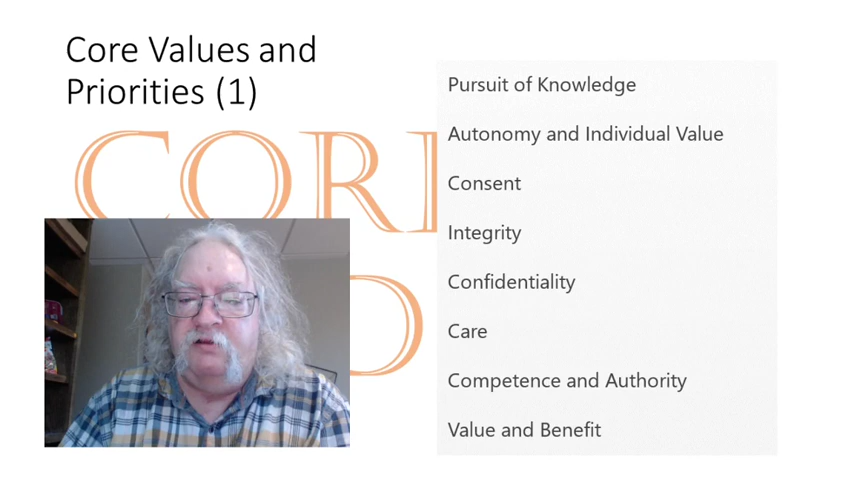 Core Values and
Priorities (1)
Pursuit of Knowledge
Autonomy and Individual Value
Consent
Integrity
Confidentiality
Care
Competence and Authority
Value and Benefit